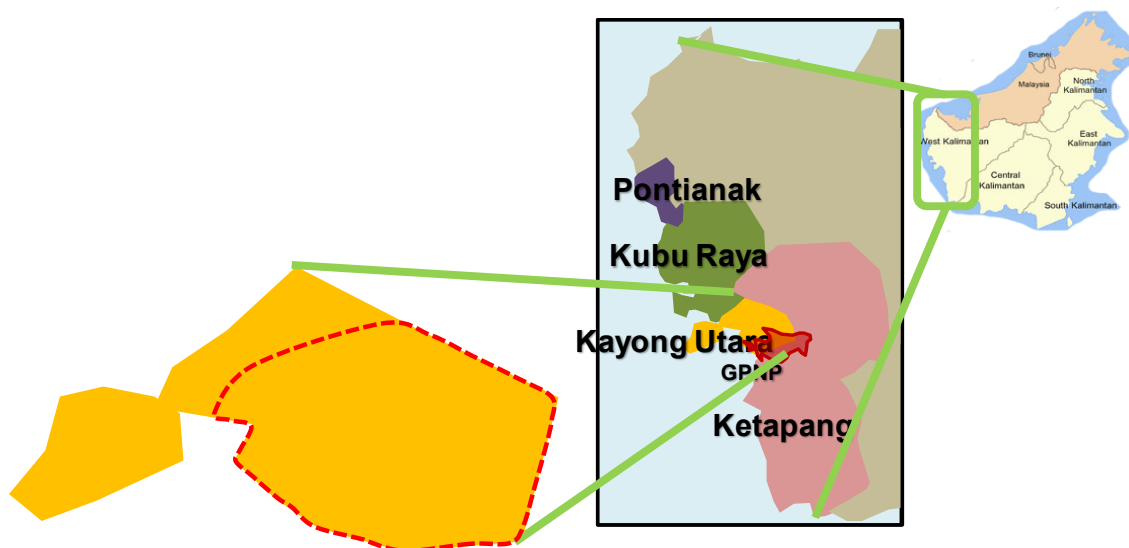 Brunei
Malaysia
North
Kalimantan
West Kalimantan
East
Kalimantan
Central
Kalimantan
South Kalimantan
Pontianak
Kubu Raya
Kayong Utara
GPNP
Ketapang